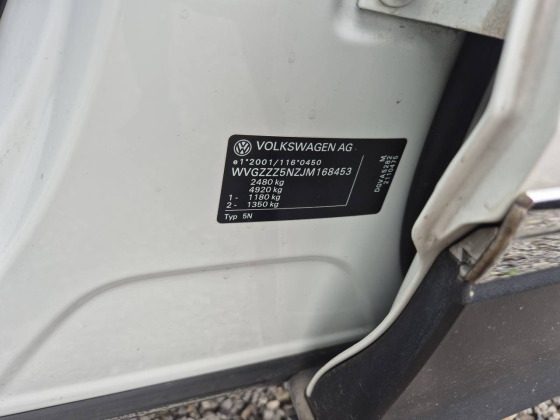 VOLKSWAGEN AG
e1*2001/116*0450
WVGZZZ5NZJM168453
2480 kg
4920 kg
1- 1180 kg
2- 1350 kg
Typ 5N
M